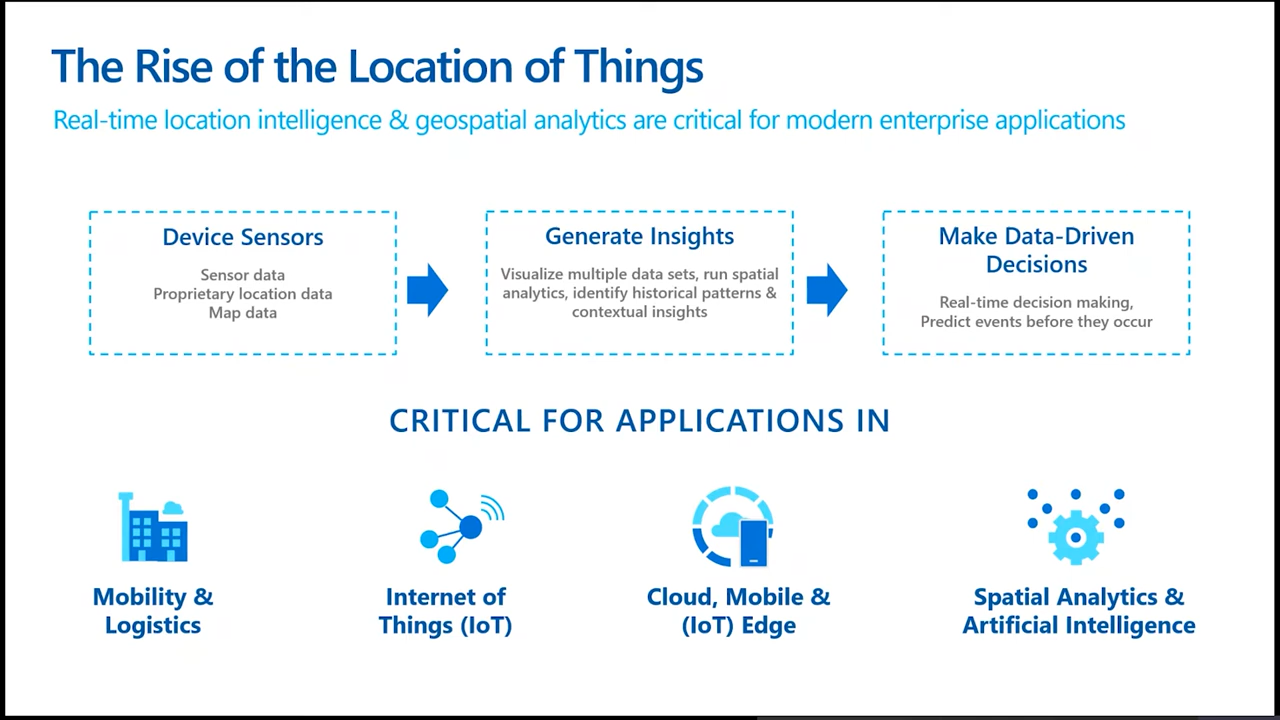 The Rise of the Location of Things
Real-time location intelligence & geospatial analytics are critical for modern enterprise applications
Device Sensors
Sensor data
Proprietary location data
Map data
Generate Insights
Visualize multiple data sets, run spatial
analytics, identify historical patterns &
contextual insights
Make Data-Driven
Decisions
Real-time decision making,
Predict events before they occur
CRITICAL FOR APPLICATIONS IN
Mobility &
Logistics
Internet of
Things (IoT)
Cloud, Mobile &
(IoT) Edge
Spatial Analytics &
Artificial Intelligence